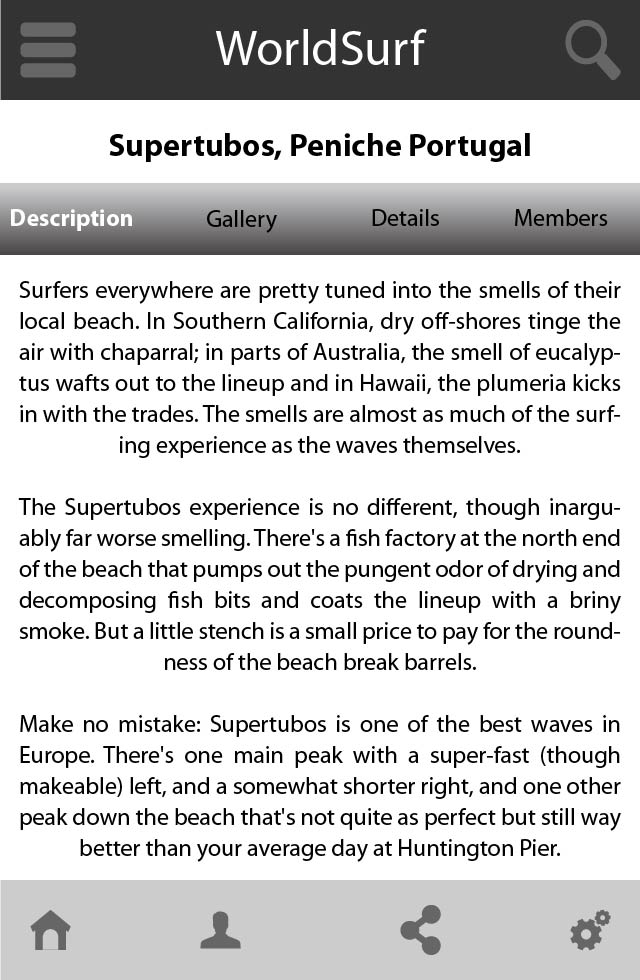 WorldSurf
Supertubos, Peniche Portugal
Description Gallery Details Members
Surfers everywhere are pretty tuned into the smells of their
local beach. In Southern California, dry off-shores tinge the
air with chaparral; in parts of Australia, the smell of eucalyp-
tus wafts out to the lineup and in Hawaii, the plumeria kicks
in with the trades. The smells are almost as much of the surf-
ing experience as the waves themselves.
The Supertubos experience is no different, though inargu-
ably far worse smelling. There's a fish factory at the north end
of the beach that pumps out the pungent odor of drying and
decomposing fish bits and coats the lineup with a briny
smoke. But a little stench is a small price to pay for the round-
ness of the beach break barrels.
Make no mistake: Supertubos is one of the best waves in
Europe. There's one main peak with a super-fast (though
makeable) left, and a somewhat shorter right, and one other
peak down the beach that's not quite as perfect but still way
better than your average day at Huntington Pier.